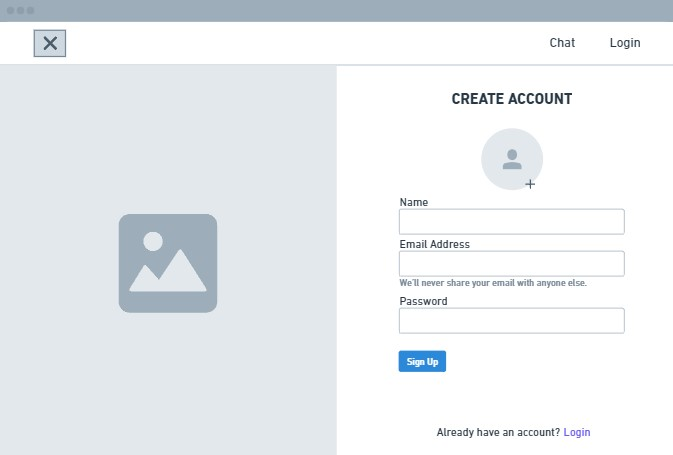 Chat
Login
CREATE ACCOUNT
Name
Email Address
We'll never share your email with anyone else.
Password
Sign Up
Already have an account? Login